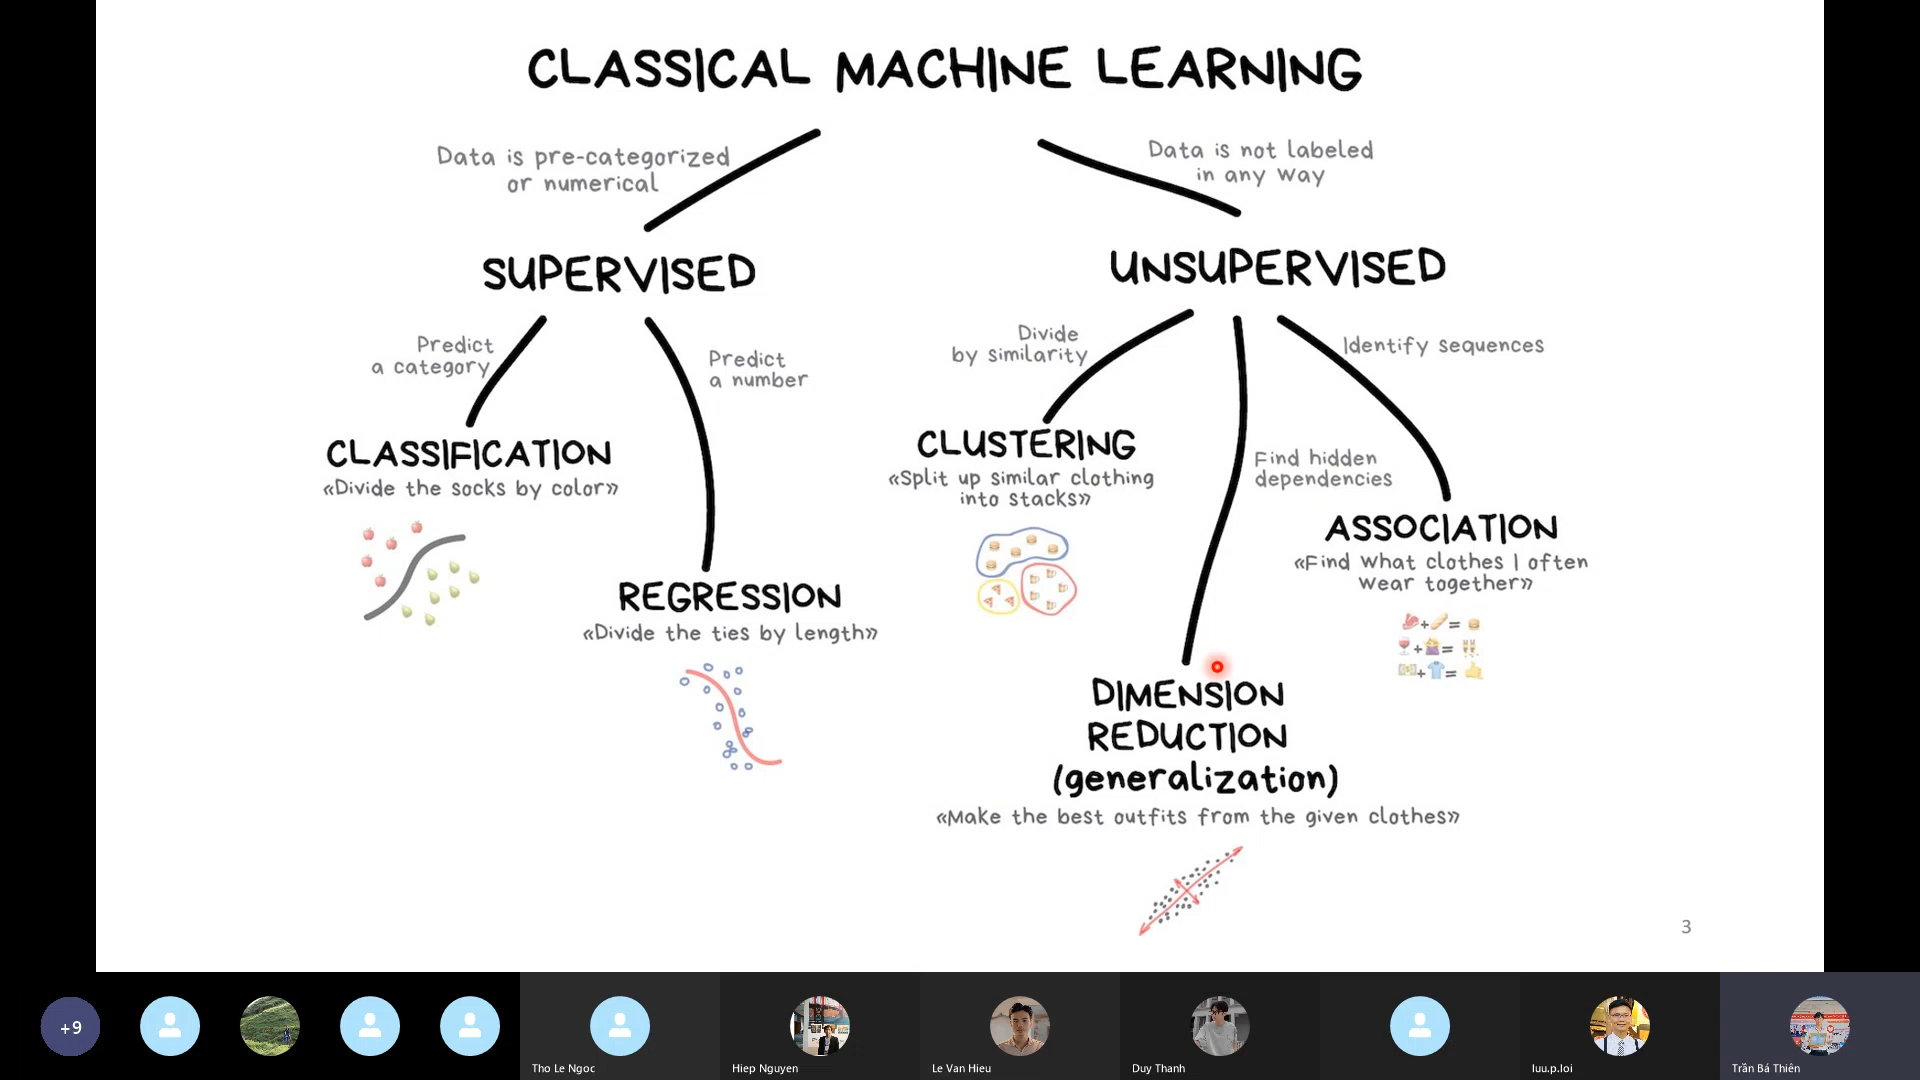 CLASSICAL MACHINE LEARNING
Data is pre-categorized
or numerical
Data is not labeled
in any way
SUPERVISED
UNSUPERVISED
Predict
a category
Predict
a number
Divide
by similarity
Identify sequences
CLASSIFICATION
«Divide the socks by color»
CLUSTERING
«Split up similar clothing
into stacks»
Find hidden
dependencies
ASSOCIATION
«Find what clothes I often
wear together»
REGRESSION
«Divide the ties by length»
+ =
+ =
+ =
DIMENSION
REDUCTION
(generalization)
«Make the best outfits from the given clothes»
3
+9
Tho Le Ngoc
Hiep Nguyen
Le Van Hieu
Duy Thanh
luu.p.loi
Trần Bá Thiên